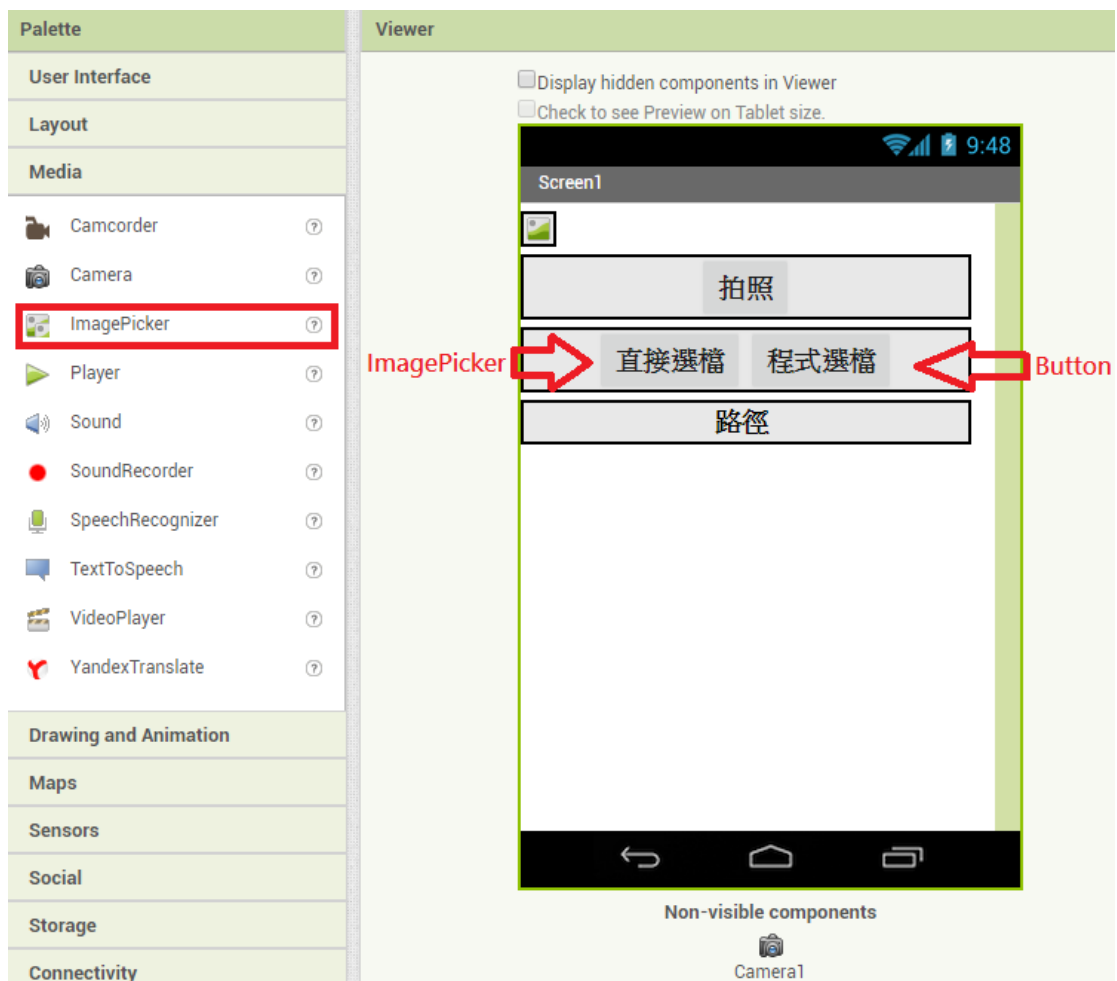 Palette
User Interface
Layout
Media
Camcorder
Camera
ImagePicker
Player
Sound
SoundRecorder
SpeechRecognizer
TextToSpeech
VideoPlayer
YandexTranslate
Drawing and Animation
Maps
Sensors
Social
Storage
Connectivity
Viewer
Display hidden components in Viewer
Check to see Preview on Tablet size.
9:48
Screen1
拍照
ImagePicker 直接選檔 程式選檔 Button
路徑
Non-visible components
Camera1